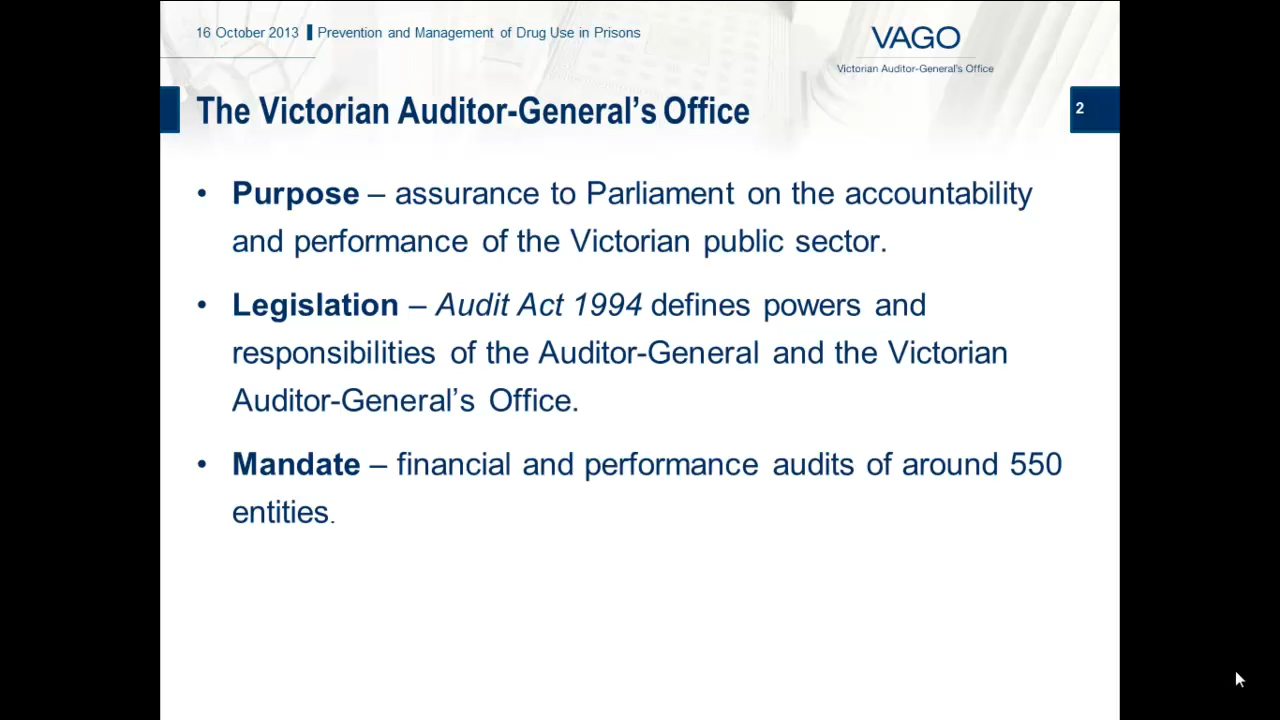 16 October 2013 Prevention and Management of Drug Use in Prisons
VAGO
Victorian Auditor-General's Office
The Victorian Auditor-General’s Office
2
• Purpose – assurance to Parliament on the accountability
and performance of the Victorian public sector.
• Legislation – Audit Act 1994 defines powers and
responsibilities of the Auditor-General and the Victorian
Auditor-General’s Office.
• Mandate – financial and performance audits of around 550
entities.